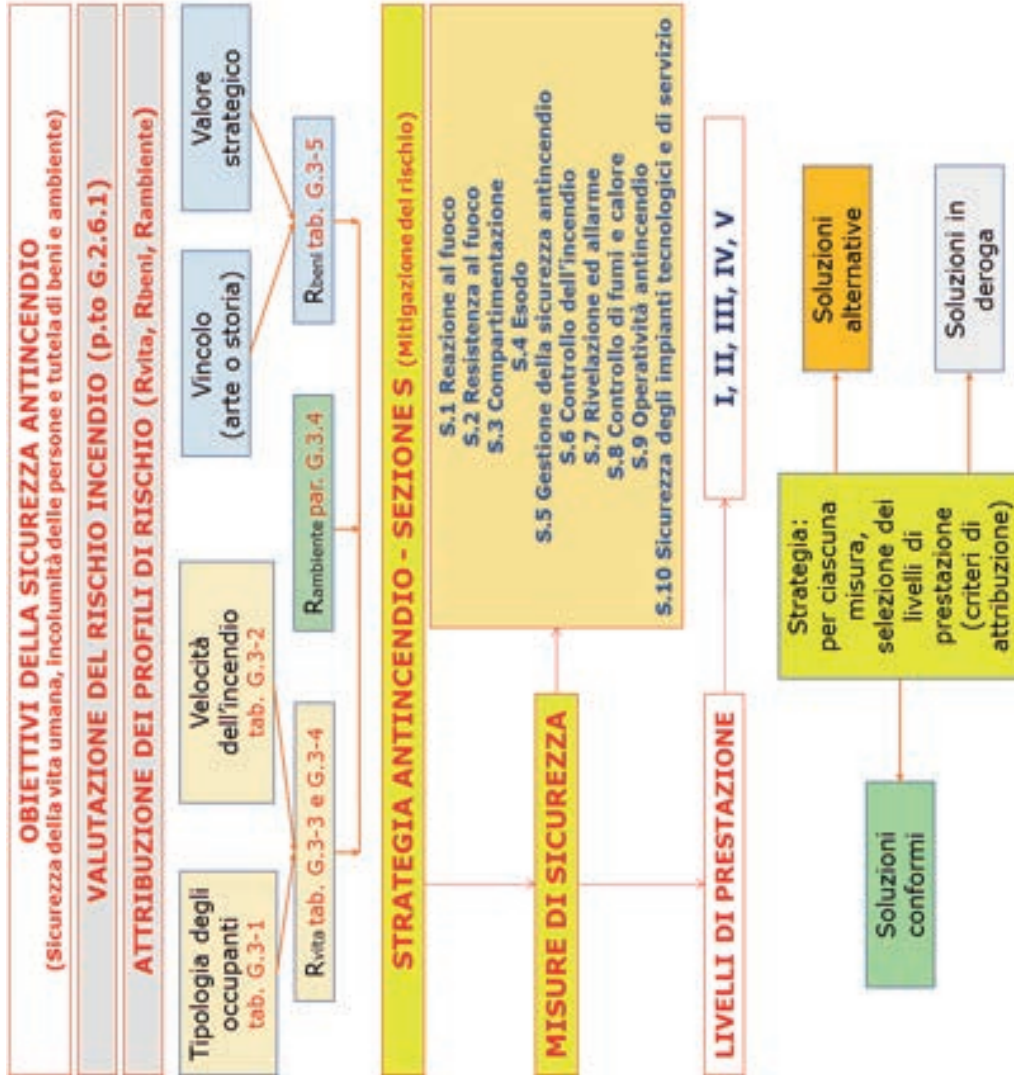 OBIETTIVI DELLA SICUREZZA ANTINCENDIO
(Sicurezza della vita umana, incolumità delle persone e tutela di beni e ambiente)
VALUTAZIONE DEL RISCHIO INCENDIO (p.to G.2.6.1)
ATTRIBUZIONE DEI PROFILI DI RISCHIO (Rvita, Rbeni, Rambiente)
Tipologia degli
occupanti
tab. G.3-1
Velocità
dell'incendio
tab. G.3-2
Vincolo
(arte o storia)
Valore
strategico
Rvita tab. G.3-3 e G.3-4
Rambiente par. G.3.4
Rbeni tab. G.3-5
STRATEGIA ANTINCENDIO - SEZIONE S (Mitigazione del rischio)
MISURE DI SICUREZZA
S.1 Reazione al fuoco
S.2 Resistenza al fuoco
S.3 Compartimentazione
S.4 Esodo
S.5 Gestione della sicurezza antincendio
S.6 Controllo dell'incendio
S.7 Rivelazione ed allarme
S.8 Controllo di fumi e calore
S.9 Operatività antincendio
S.10 Sicurezza degli impianti tecnologici e di servizio
LIVELLI DI PRESTAZIONE
I, II, III, IV, V
Soluzioni
conformi
Strategia:
per ciascuna
misura,
selezione dei
livelli di
prestazione
(criteri di
attribuzione)
Soluzioni
alternative
Soluzioni in
deroga